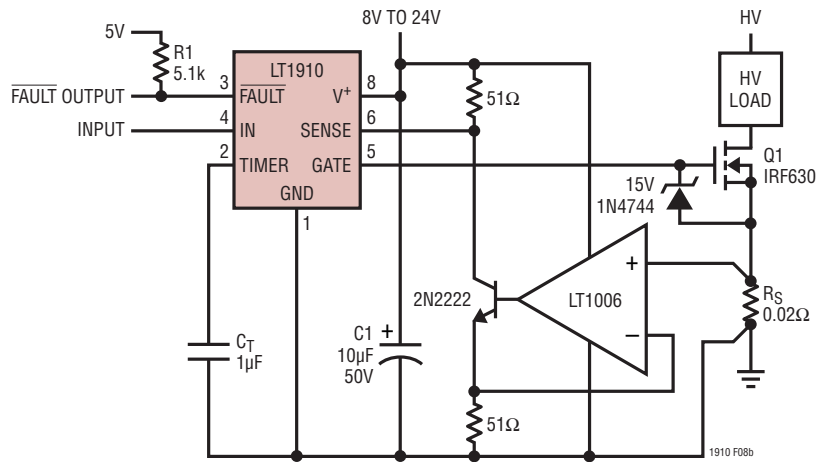 8V TO 24V
HV
5V
R1
5.1k
LT1910
3
FAULT OUTPUT
FAULT
V+
8
51Ω
HV
LOAD
INPUT
4
IN
SENSE
6
2
TIMER
GATE
5
Q1
IRF630
GND
1
15V
1N4744
2N2222
+
LT1006
–
RS
0.02Ω
CT
1µF
C1
+
10µF
50V
51Ω
1910 F08b